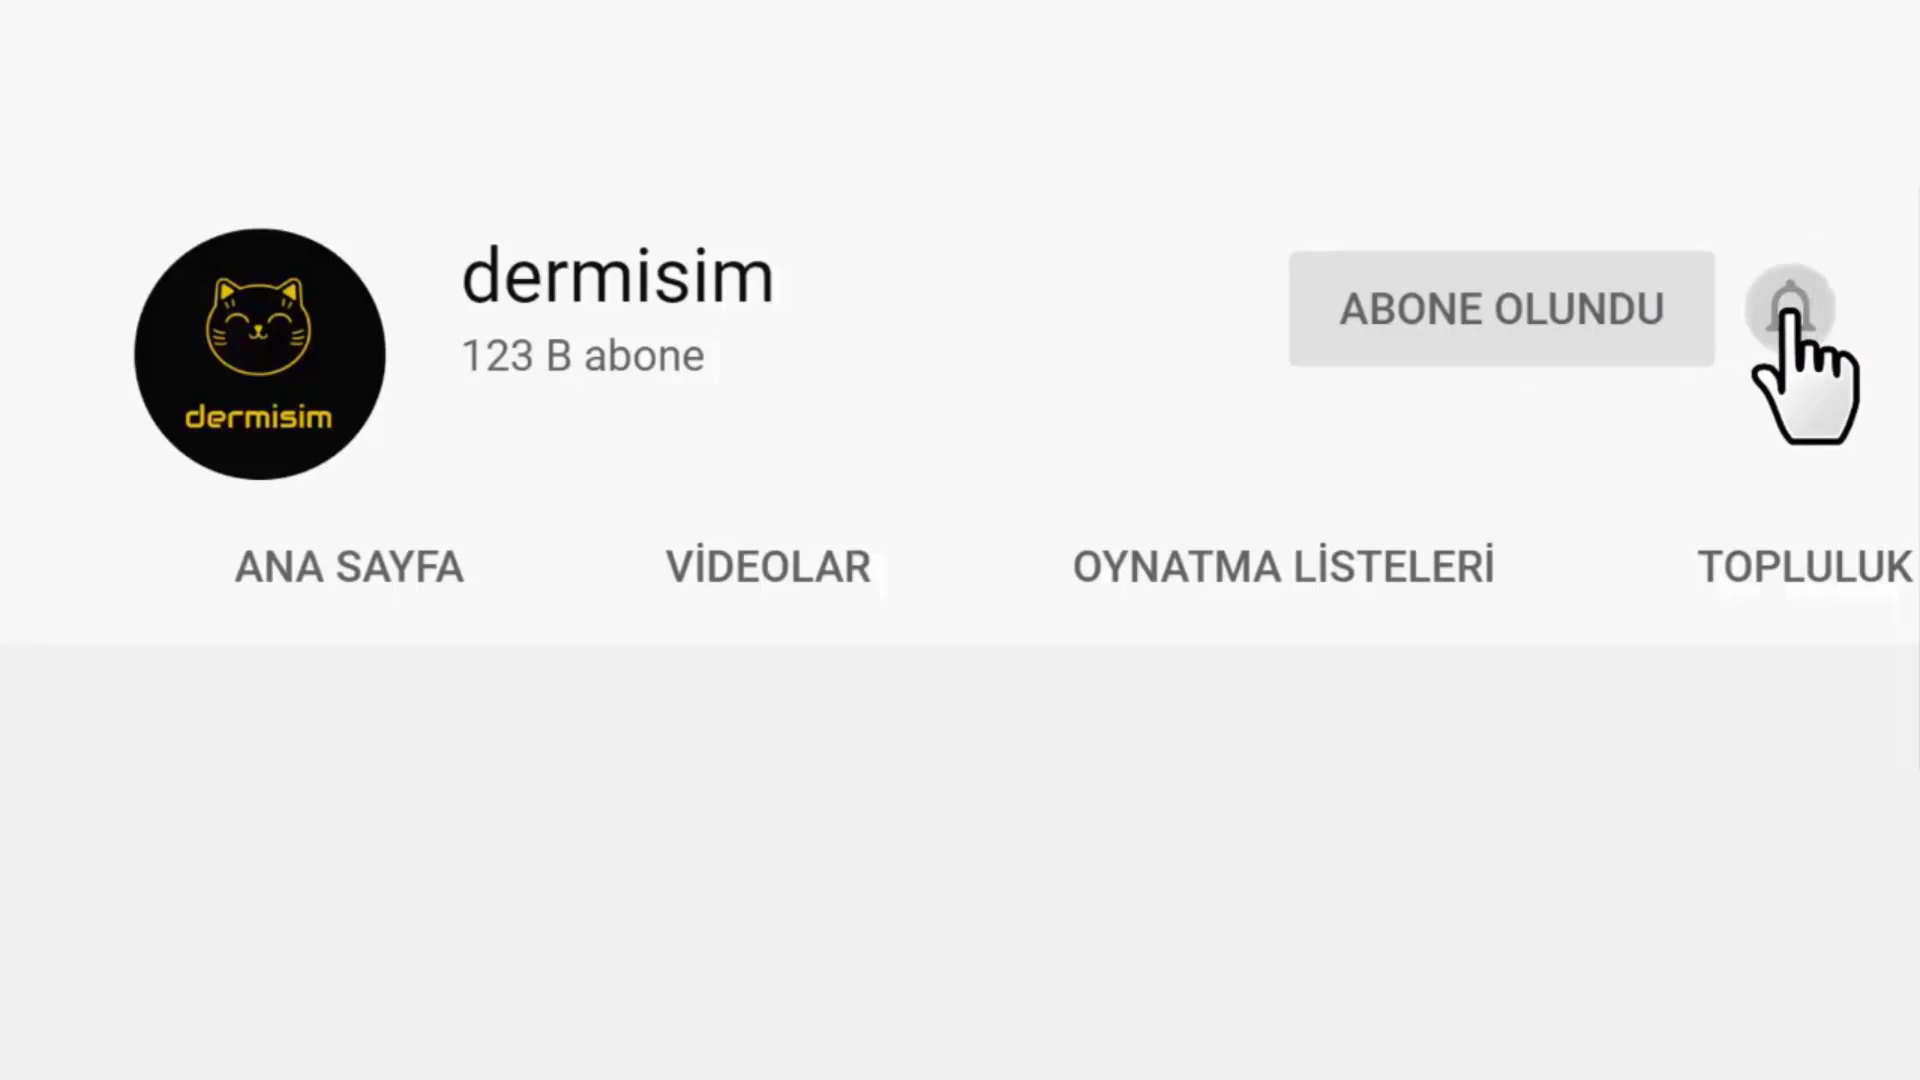 dermisim
dermisim
123 B abone
ABONE OLUNDU
ANA SAYFA
VİDEOLAR
OYNATMA LİSTELERİ
TOPLULUK